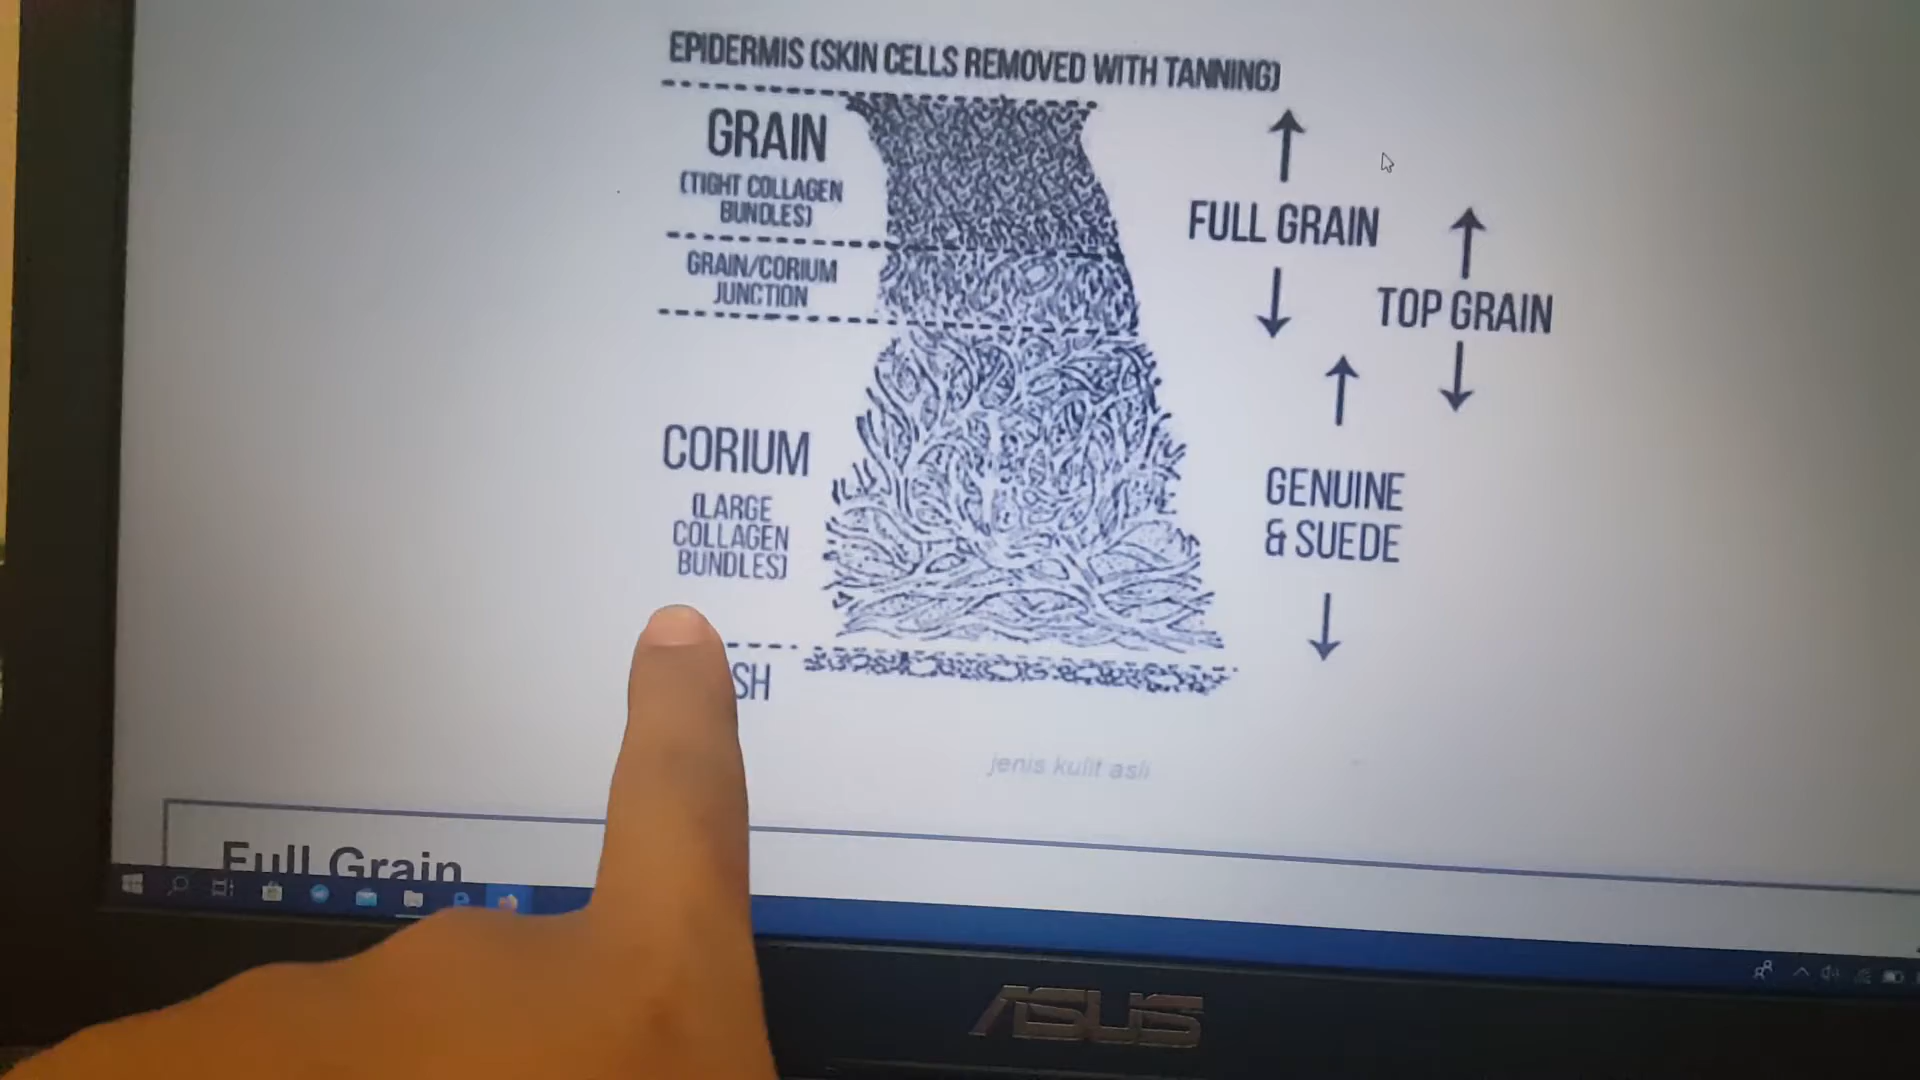 EPIDERMIS (SKIN CELLS REMOVED WITH TANNING)
GRAIN
(TIGHT COLLAGEN
BUNDLES)
GRAIN/CORIUM
JUNCTION
CORIUM
(LARGE
COLLAGEN
BUNDLES)
SH
FULL GRAIN
TOP GRAIN
GENUINE
& SUEDE
jenis kulit asli
Full Grain
ASUS